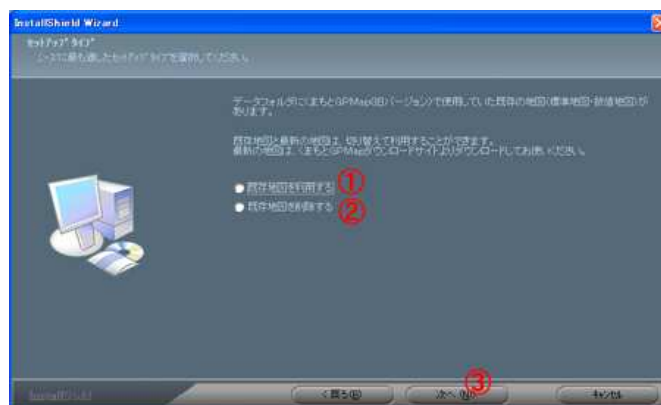 InstallShield Wizard
セットアップ タイプ
ニーズに最も適したセットアップ タイプを選択してください。
データフォルダにくまもとGPMap(旧バージョン)で使用していた既存の地図(標準地図・数値地図)が
あります。
既存地図と最新の地図は、切り替えて利用することができます。
最新の地図は、くまもとGPMapダウンロードサイトよりダウンロードしてお使いください。
既存地図を利用する ①
既存地図を削除する ②
③
InstallShield
< 戻る(B)
次へ(N) >
キャンセル